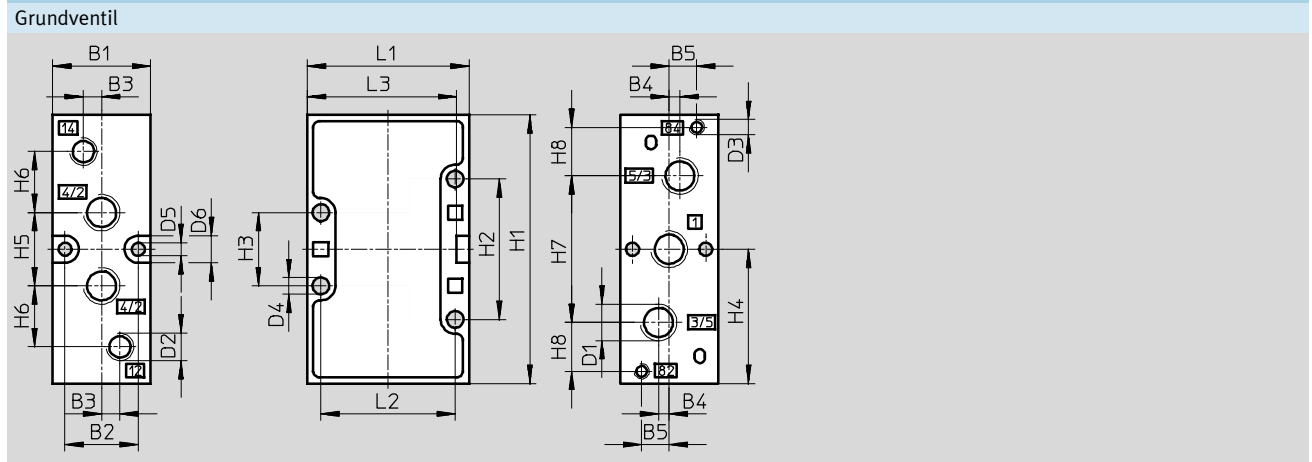 Grundventil
B1
B3
14
H6
4/2
D5
D6
H5
4/2
H6
D2
12
B3
B2
L1
L3
H3
H2
H1
D4
L2
B5
B4
84
D3
H8
5/3
1
H7
H4
D1
3/5
H8
82
B4
B5